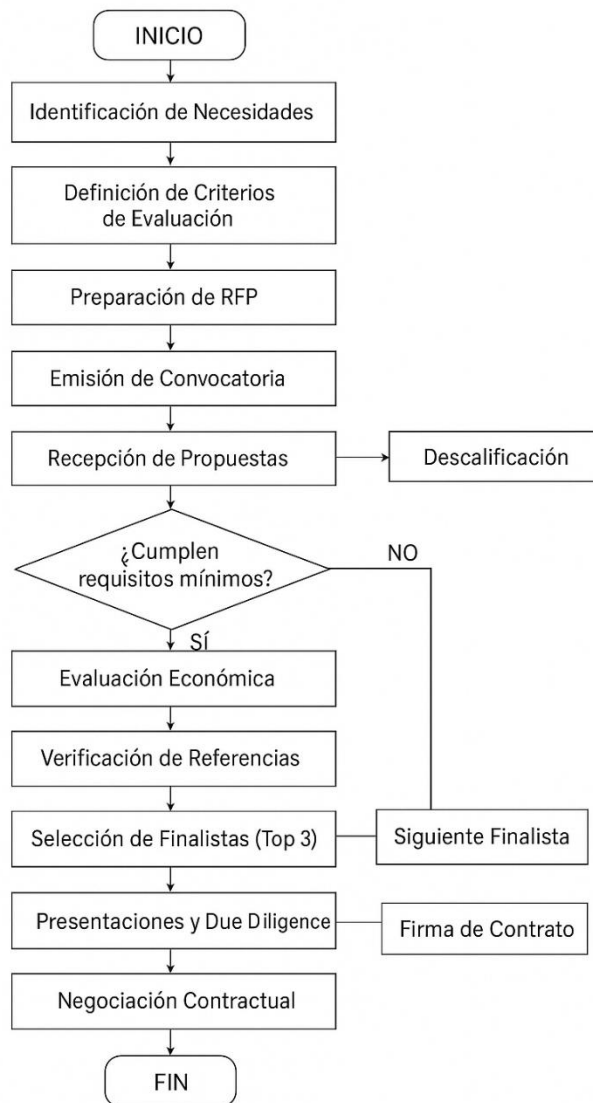 INICIO
Identificación de Necesidades
Definición de Criterios
de Evaluación
Preparación de RFP
Emisión de Convocatoria
Recepción de Propuestas
Descalificación
¿Cumplen
requisitos mínimos?
NO
SÍ
Evaluación Económica
Verificación de Referencias
Selección de Finalistas (Top 3)
Siguiente Finalista
Presentaciones y Due Diligence
Firma de Contrato
Negociación Contractual
FIN